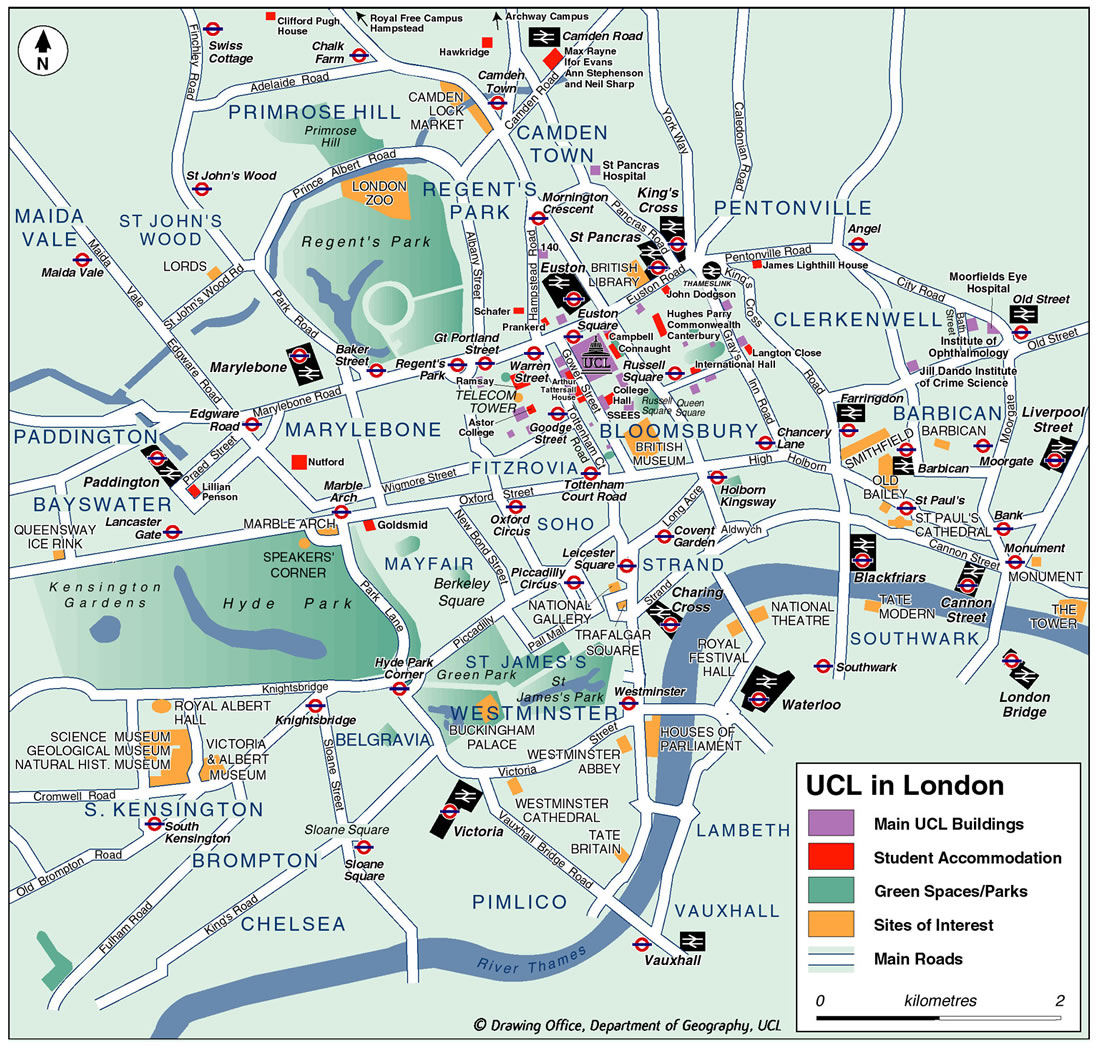 Clifford Pugh
House
Royal Free Campus
Hampstead
Archway Campus
Finchley Road
Swiss
Cottage
Chalk
Farm
Hawkridge
Camden Road
Max Rayne
Ifor Evans
Ann Stephenson
and Neil Sharp
N
Adelaide Road
Camden
Town
Camden Road
PRIMROSE HILL
Primrose
Hill
CAMDEN
LOCK
MARKET
CAMDEN
TOWN
York Way
Caledonian Road
Prince Albert Road
St John's Wood
LONDON
ZOO
REGENT'S
PARK
St Pancras
Hospital
King's
Cross
Mornington
Crescent
Pancras Road
PENTONVILLE
MAIDA
VALE
ST JOHN'S
WOOD
Maida Vale
Maida
Vale
LORDS
St John's Wood Rd
Regent's Park
Albany Street
Hampstead Road
140
St Pancras
Euston
BRITISH
LIBRARY
Euston Road
THAMESLINK
Pentonville Road
James Lighthill House
Angel
City Road
Moorfields Eye
Hospital
Old Street
Old Street
Bath
Street
King's
Cross
Road
John Dodgson
Park
Road
Schafer
Prankerd
Euston
Square
Hughes Parry
Commonwealth
Canterbury
CLERKENWELL
Institute of
Ophthalmology
Jill Dando Institute
of Crime Science
Edgware Road
Marylebone
Baker
Street
Gt Portland
Street
Regent's
Park
Warren
Street
UCL
Campbell
Connaught
Russell
Square
Gray's
Inn Road
Langton Close
International Hall
Ramsay
TELECOM
TOWER
Arthur
Tattersall
House
Gower Street
College
Hall
SSEES
Russell
Square
Queen
Square
Farringdon
Astor
College
Goodge
Street
Tottenham Ct
Road
BLOOMSBURY
BRITISH
MUSEUM
Chancery
Lane
SMITHFIELD
BARBICAN
BARBICAN
Barbican
Moorgate
Moorgate
Liverpool
Street
Edgware
Road
Marylebone Road
MARYLEBONE
PADDINGTON
Praed Street
Paddington
Lillian
Penson
Nutford
FITZROVIA
Wigmore Street
Tottenham
Court Road
High
Holborn
Holborn
Kingsway
OLD
BAILEY
St Paul's
ST PAUL'S
CATHEDRAL
Bank
BAYSWATER
QUEENSWAY
ICE RINK
Lancaster
Gate
Marble
Arch
MARBLE ARCH
Goldsmid
SPEAKERS'
CORNER
Oxford Street
Oxford
Circus
New Bond Street
SOHO
Long Acre
Covent
Garden
Aldwych
Cannon Street
Monument
MONUMENT
Blackfriars
Cannon
Street
THE
TOWER
MAYFAIR
Berkeley
Square
Leicester
Square
Piccadilly
Circus
STRAND
Strand
Charing
Cross
Kensington
Gardens
Hyde Park
Park Lane
Piccadilly
NATIONAL
GALLERY
Pall Mall
TRAFALGAR
SQUARE
ROYAL
FESTIVAL
HALL
NATIONAL
THEATRE
TATE
MODERN
SOUTHWARK
Southwark
London
Bridge
Hyde Park
Corner
Green Park
ST JAMES'S
St
James's Park
Knightsbridge
Knightsbridge
Westminster
Waterloo
ROYAL ALBERT
HALL
WESTMINSTER
BUCKINGHAM
PALACE
HOUSES OF
PARLIAMENT
SCIENCE MUSEUM
GEOLOGICAL MUSEUM
NATURAL HIST. MUSEUM
VICTORIA
& ALBERT
MUSEUM
BELGRAVIA
WESTMINSTER
ABBEY
Victoria
Street
Sloane Street
Cromwell Road
S. KENSINGTON
South
Kensington
Victoria
WESTMINSTER
CATHEDRAL
TATE
BRITAIN
LAMBETH
Old Brompton Road
BROMPTON
Sloane Square
Sloane
Square
Vauxhall Bridge Road
PIMLICO
VAUXHALL
Fulham Road
King's Road
CHELSEA
Vauxhall
River Thames
UCL in London
Main UCL Buildings
Student Accommodation
Green Spaces/Parks
Sites of Interest
Main Roads
0 kilometres 2
© Drawing Office, Department of Geography, UCL